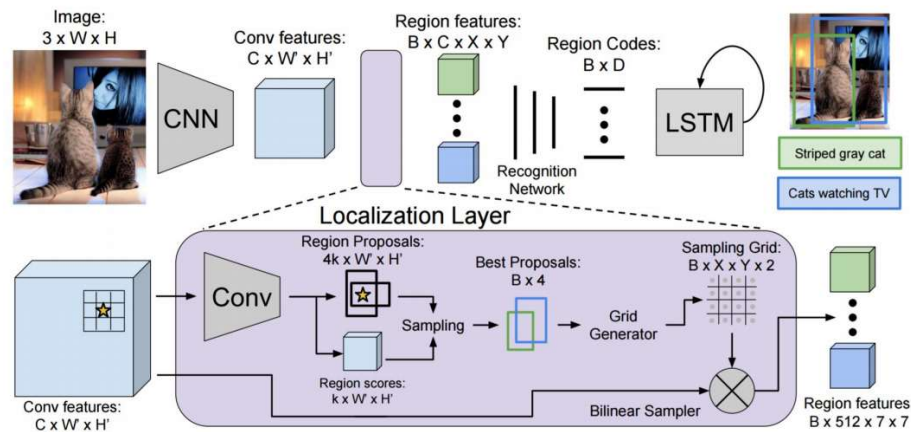 Image:
3 x W x H
CNN
Conv features:
C x W' x H'
Region features:
B x C x X x Y
Region Codes:
B x D
Recognition
Network
LSTM
Striped gray cat
Cats watching TV
Localization Layer
Conv features:
C x W' x H'
Conv
Region Proposals:
4k x W' x H'
Region scores:
k x W' x H'
Sampling
Best Proposals:
B x 4
Grid
Generator
Sampling Grid:
B x X x Y x 2
Bilinear Sampler
Region features:
B x 512 x 7 x 7